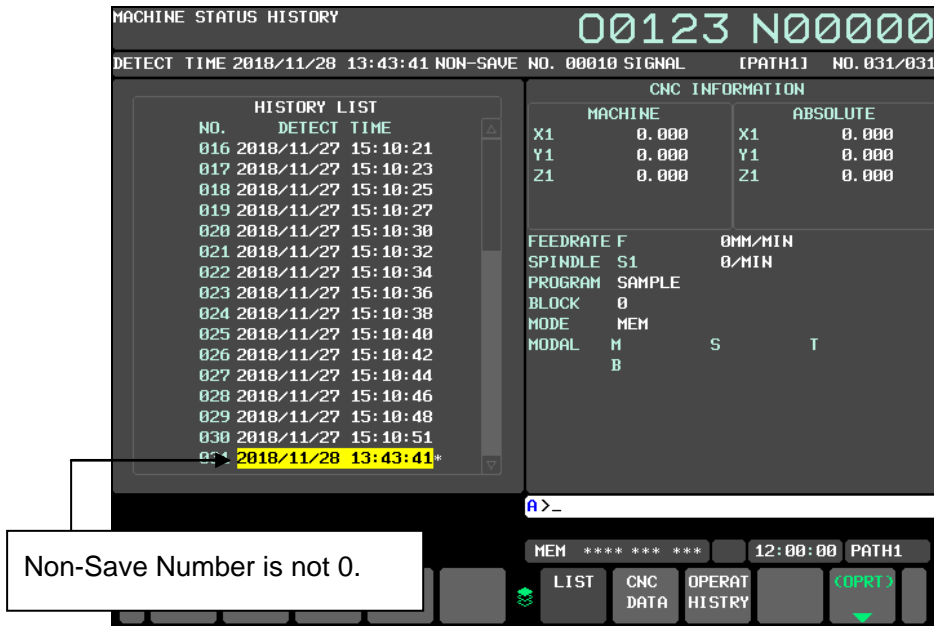 MACHINE STATUS HISTORY
O0123 N00000
DETECT TIME 2018/11/28 13:43:41 NON-SAVE NO. 00010 SIGNAL [PATH1] NO.031/031
HISTORY LIST
NO. DETECT TIME
016 2018/11/27 15:10:21
017 2018/11/27 15:10:23
018 2018/11/27 15:10:25
019 2018/11/27 15:10:27
020 2018/11/27 15:10:30
021 2018/11/27 15:10:32
022 2018/11/27 15:10:34
023 2018/11/27 15:10:36
024 2018/11/27 15:10:38
025 2018/11/27 15:10:40
026 2018/11/27 15:10:42
027 2018/11/27 15:10:44
028 2018/11/27 15:10:46
029 2018/11/27 15:10:48
030 2018/11/27 15:10:51
031 2018/11/28 13:43:41*
CNC INFORMATION
MACHINE ABSOLUTE
X1 0.000 X1 0.000
Y1 0.000 Y1 0.000
Z1 0.000 Z1 0.000
FEEDRATE F 0MM/MIN
SPINDLE S1 0/MIN
PROGRAM SAMPLE
BLOCK 0
MODE MEM
MODAL M S T
B
A>_
MEM **** *** *** 12:00:00 PATH1
LIST CNC DATA OPERAT HISTRY (OPRT)
Non-Save Number is not 0.